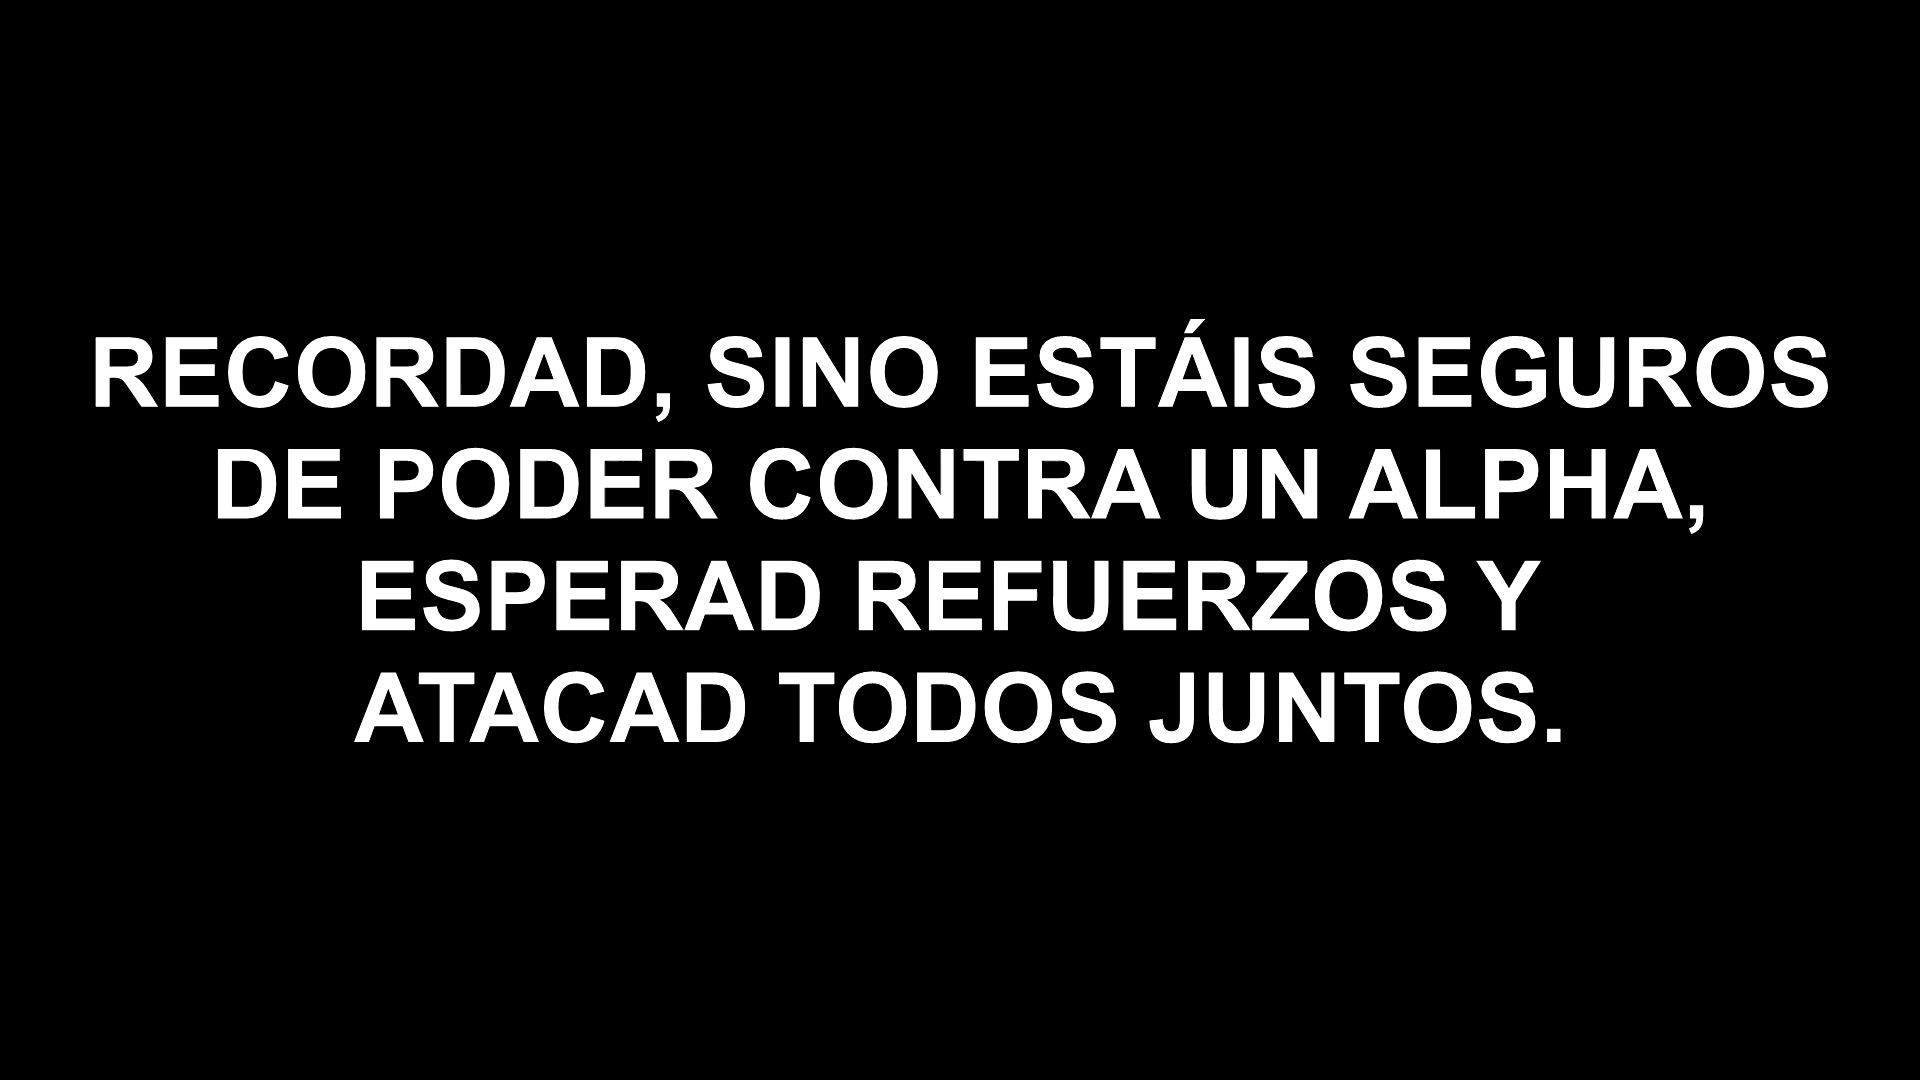 RECORDAD, SINO ESTÁIS SEGUROS
DE PODER CONTRA UN ALPHA,
ESPERAD REFUERZOS Y
ATACAD TODOS JUNTOS.